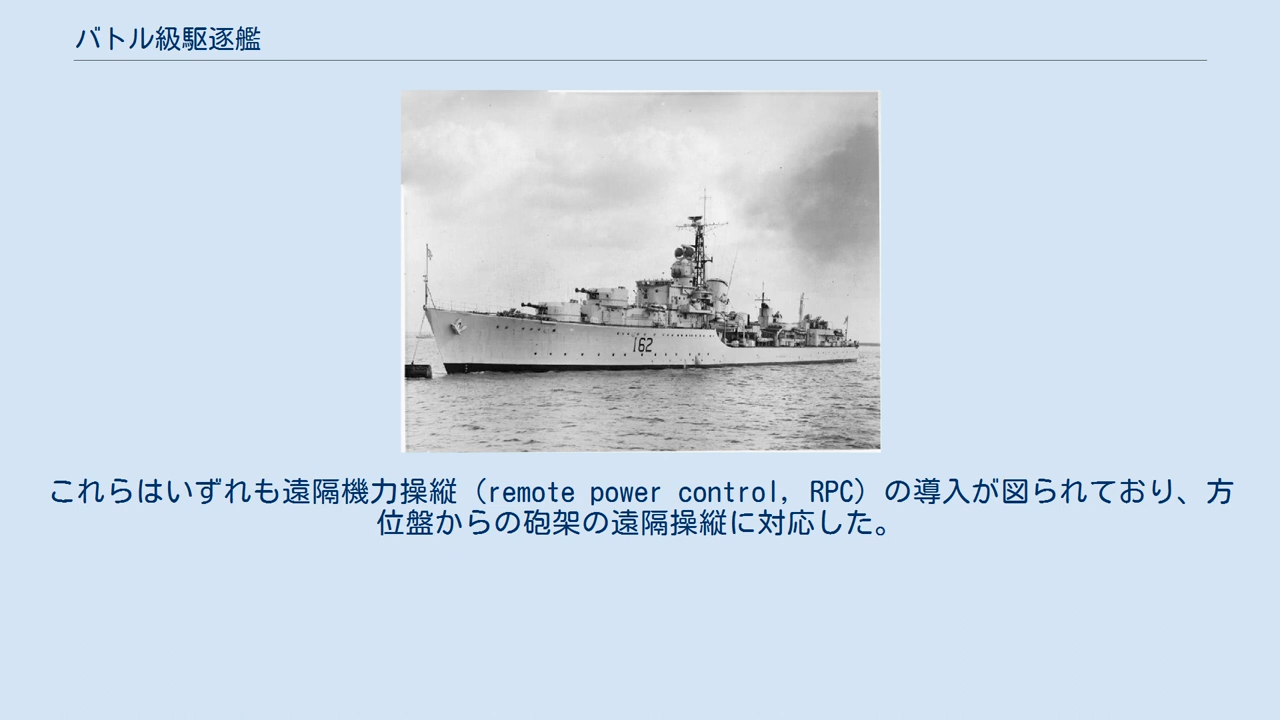 バトル級駆逐艦
I62
これらはいずれも遠隔機力操縦（remote power control, RPC）の導入が図られており、方
位盤からの砲架の遠隔操縦に対応した。